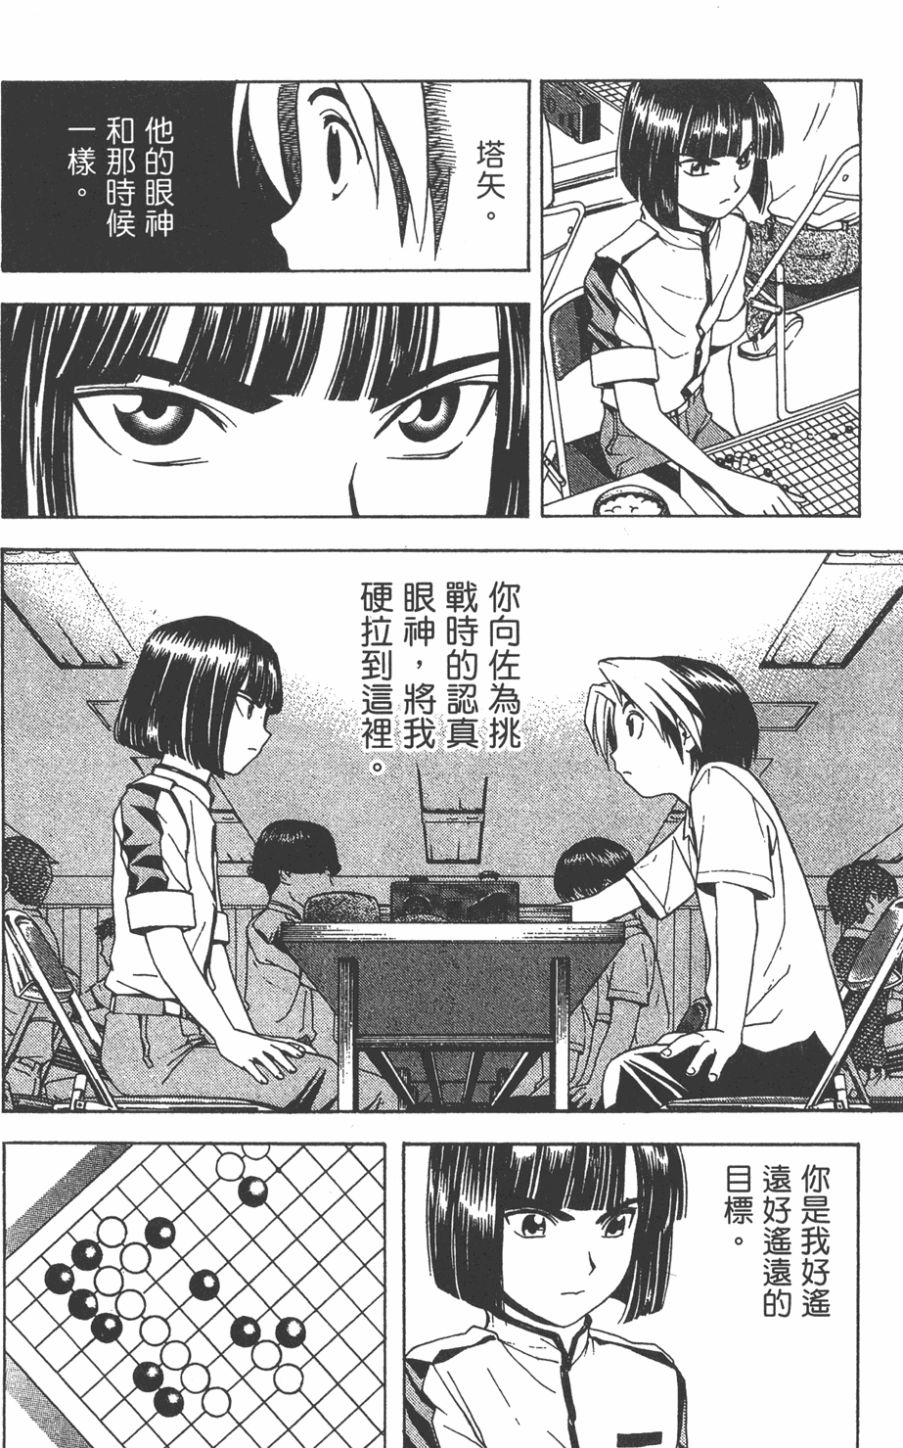 塔矢。
他的眼神
和那時候
一樣。
你向佐為挑
戰時的認真
眼神，將我
硬拉到這裡。
你是我好遙
遠好遙遠的
目標。